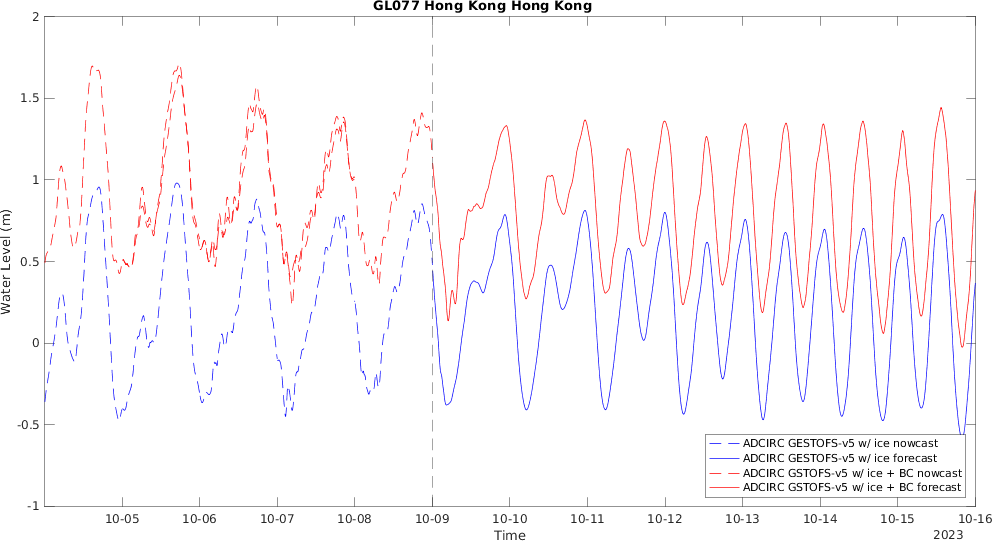 GL077 Hong Kong Hong Kong
Water Level (m)
2
1.5
1
0.5
0
-0.5
-1
ADCIRC GESTOFS-v5 w/ ice nowcast
ADCIRC GESTOFS-v5 w/ ice forecast
ADCIRC GSTOFS-v5 w/ ice + BC nowcast
ADCIRC GSTOFS-v5 w/ ice + BC forecast
10-05 10-06 10-07 10-08 10-09 10-10 10-11 10-12 10-13 10-14 10-15 10-16
Time
2023